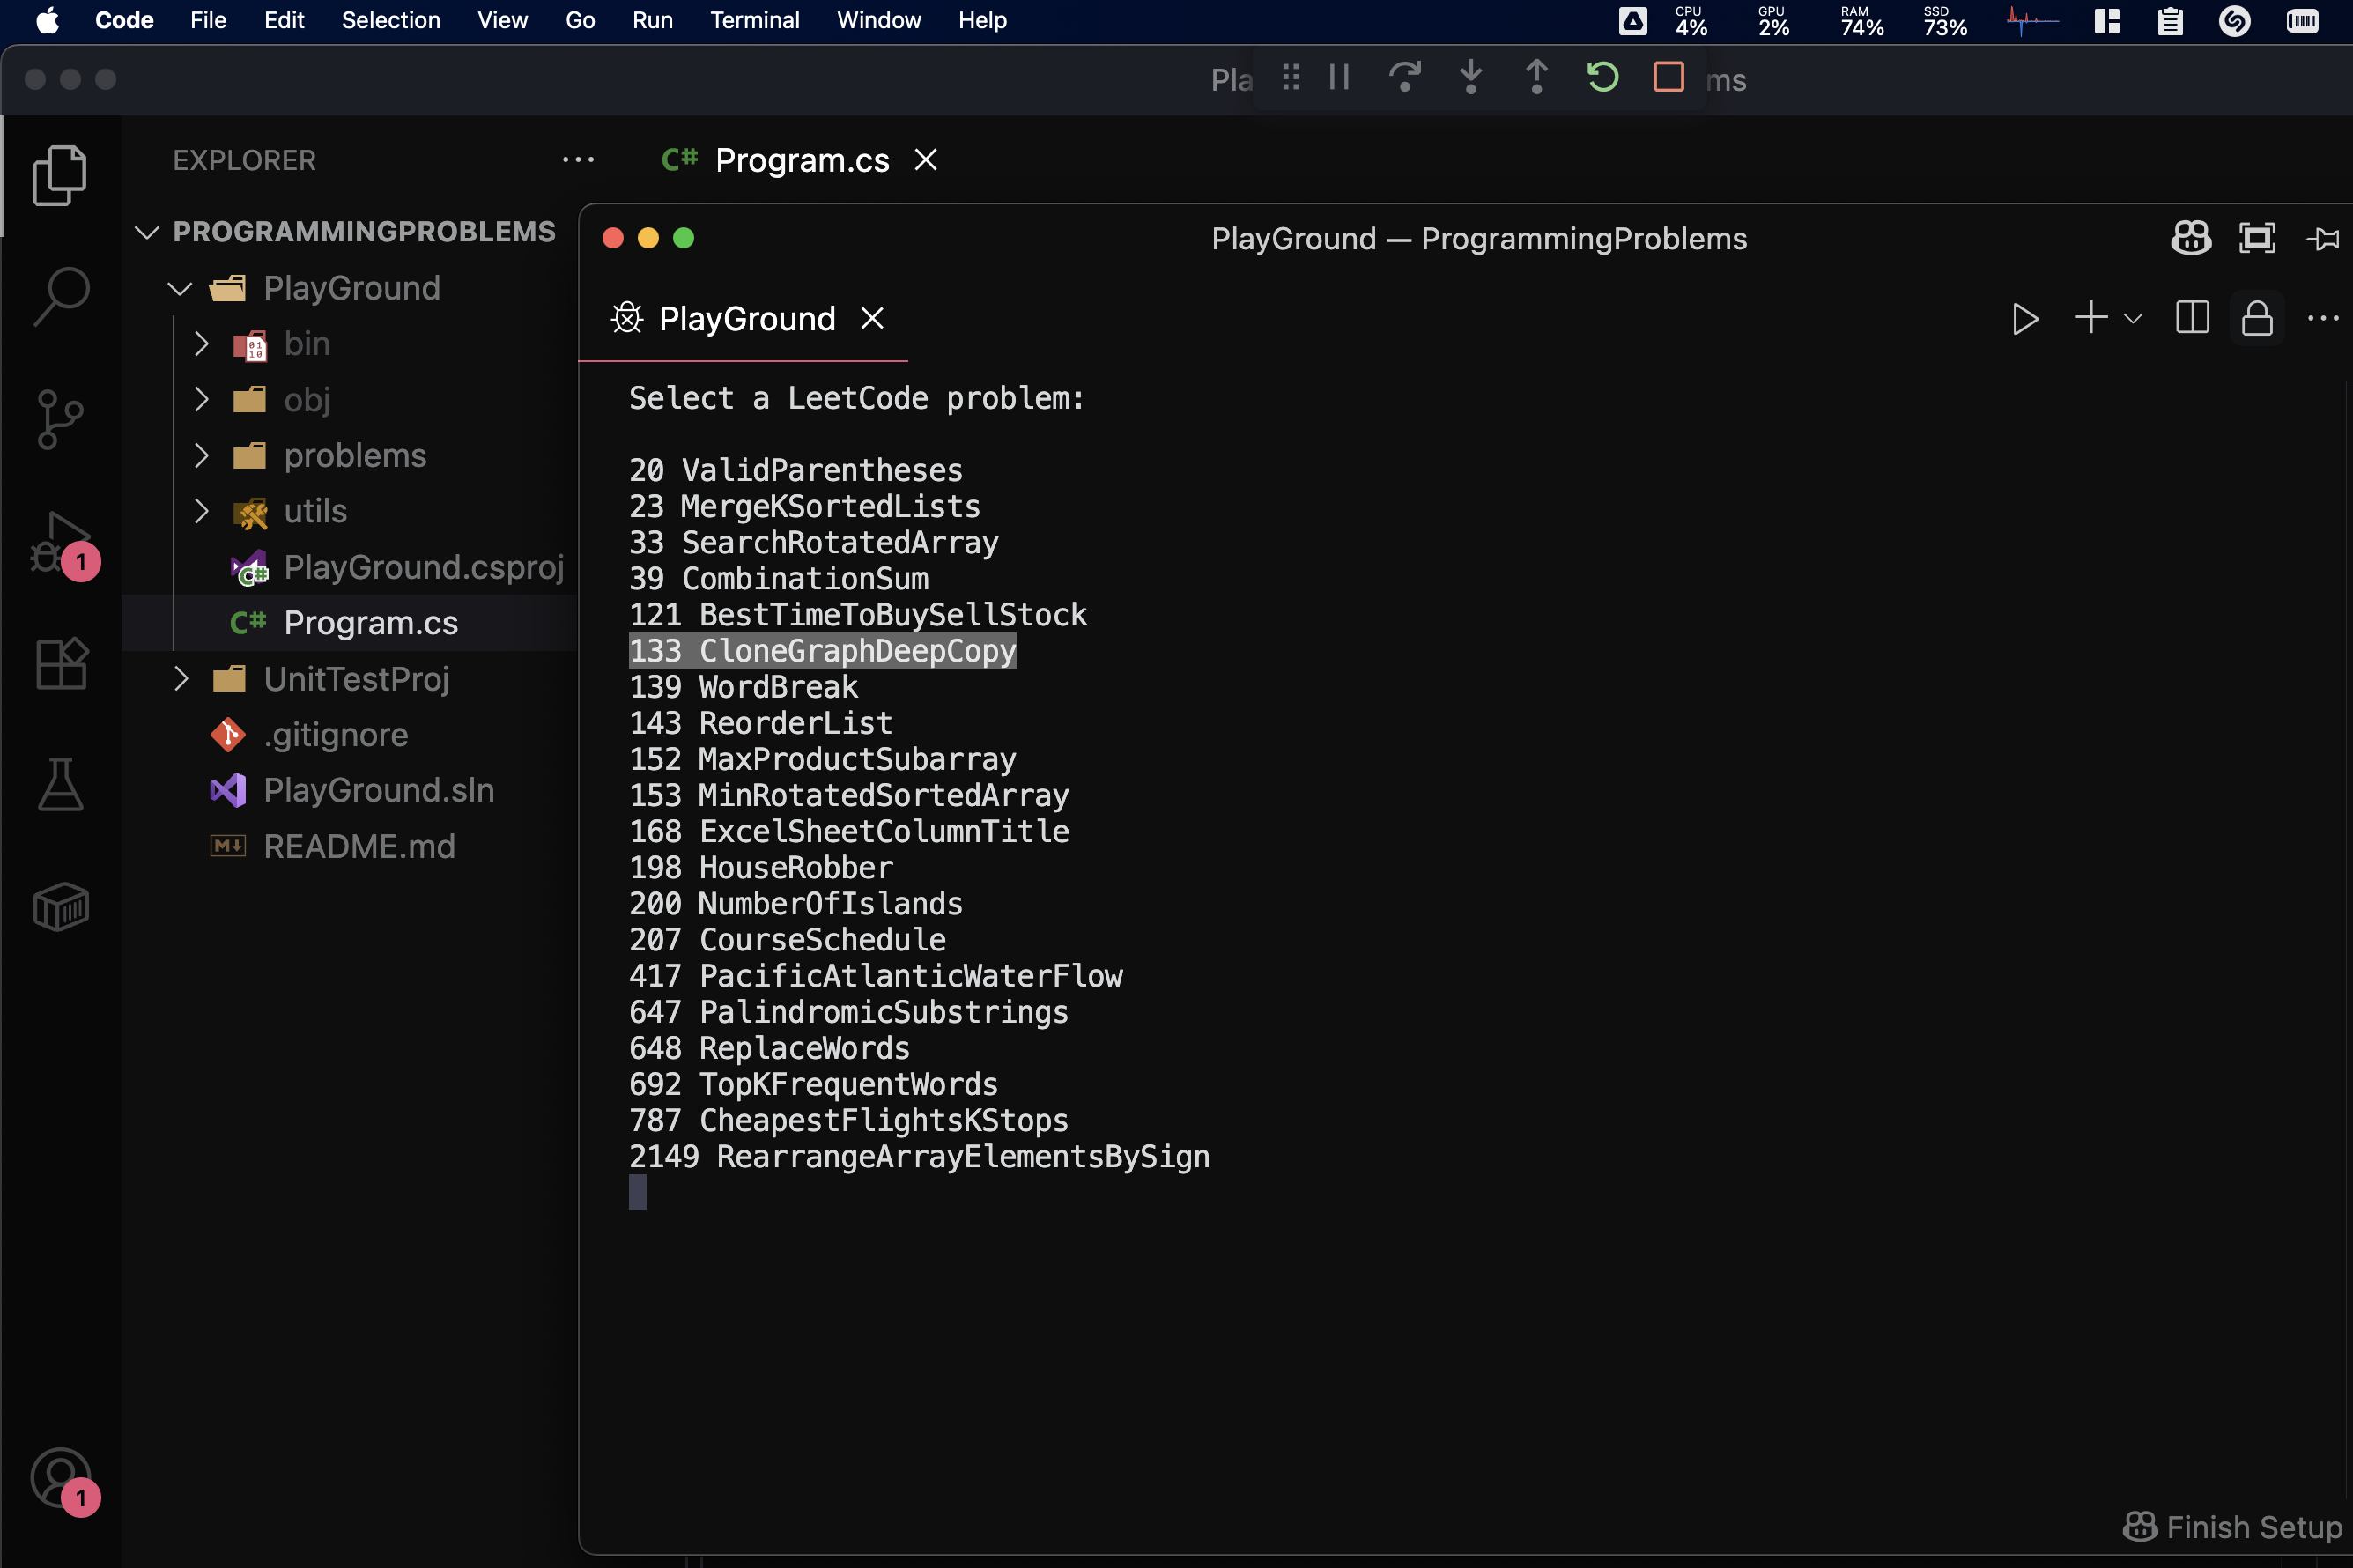 Code File Edit Selection View Go Run Terminal Window Help CPU 4% GPU 2% RAM 74% SSD 73%
Pla ms
EXPLORER
C# Program.cs
PROGRAMMINGPROBLEMS
PlayGround
bin
obj
problems
utils
PlayGround.csproj
C# Program.cs
UnitTestProj
.gitignore
PlayGround.sln
README.md
1
1
PlayGround — ProgrammingProblems
PlayGround
Select a LeetCode problem:
20 ValidParentheses
23 MergeKSortedLists
33 SearchRotatedArray
39 CombinationSum
121 BestTimeToBuySellStock
133 CloneGraphDeepCopy
139 WordBreak
143 ReorderList
152 MaxProductSubarray
153 MinRotatedSortedArray
168 ExcelSheetColumnTitle
198 HouseRobber
200 NumberOfIslands
207 CourseSchedule
417 PacificAtlanticWaterFlow
647 PalindromicSubstrings
648 ReplaceWords
692 TopKFrequentWords
787 CheapestFlightsKStops
2149 RearrangeArrayElementsBySign
Finish Setup